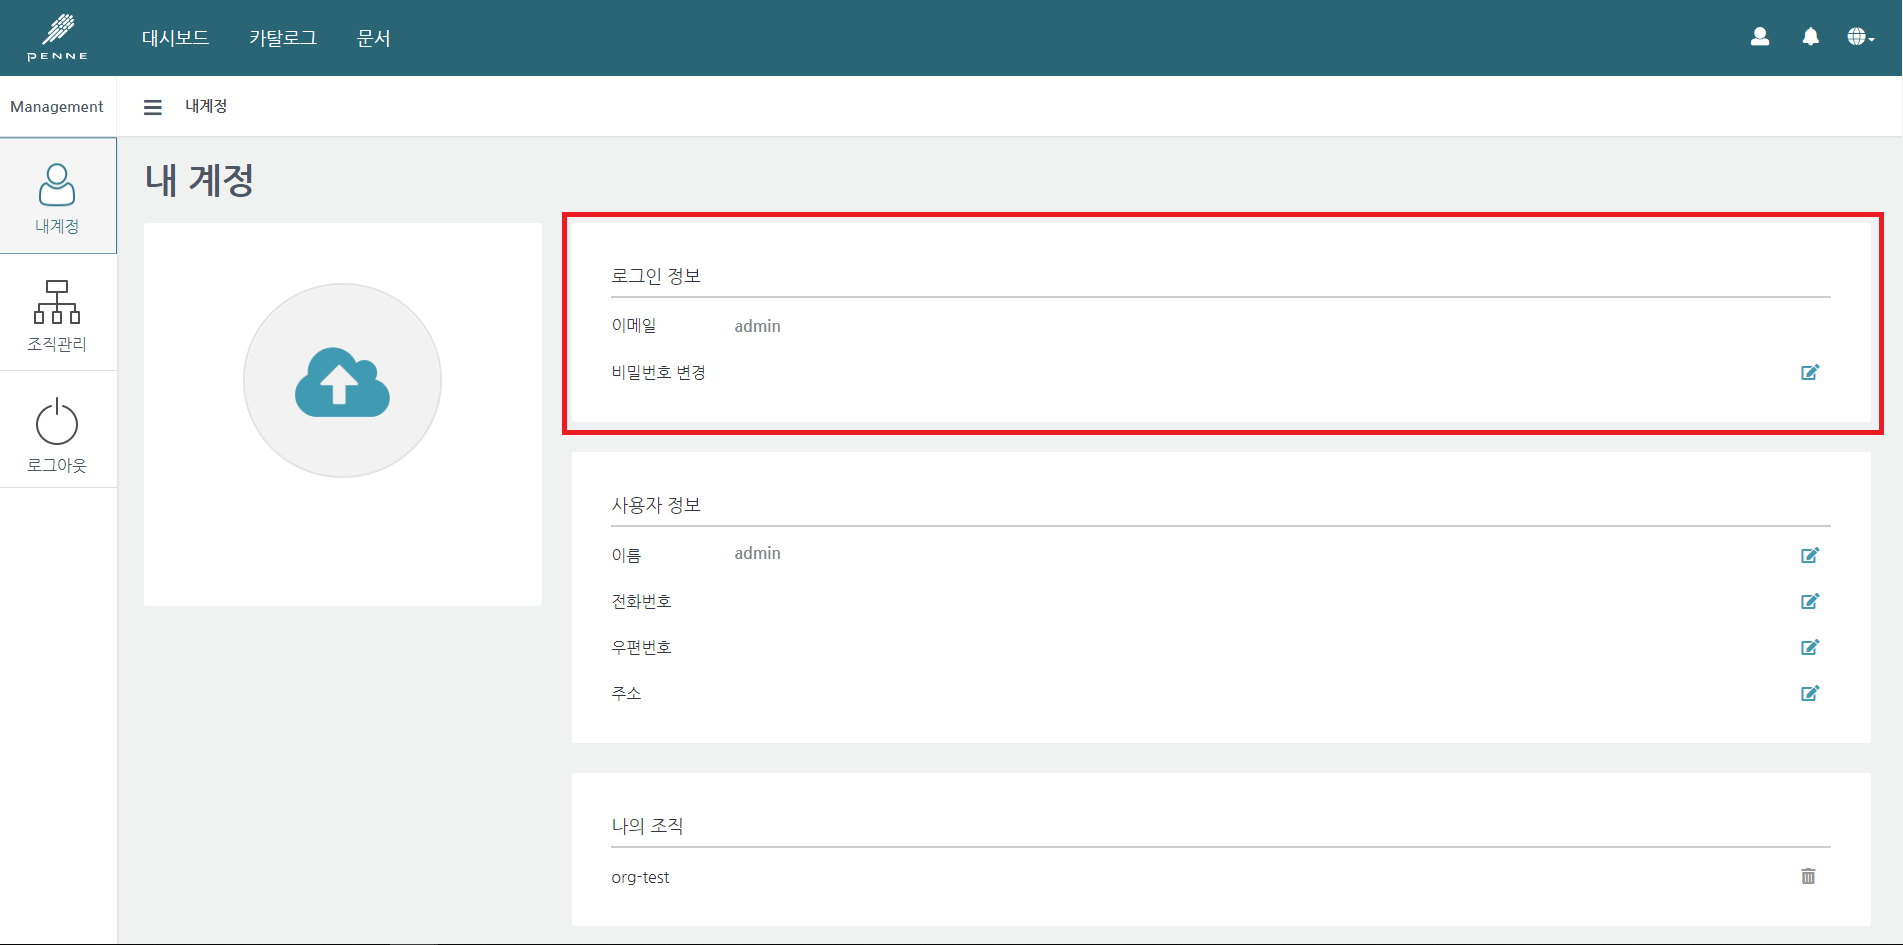 PENNE
대시보드 카탈로그 문서
Management
내계정
내계정
조직관리
로그아웃
내 계정
로그인 정보
이메일 admin
비밀번호 변경
사용자 정보
이름 admin
전화번호
우편번호
주소
나의 조직
org-test